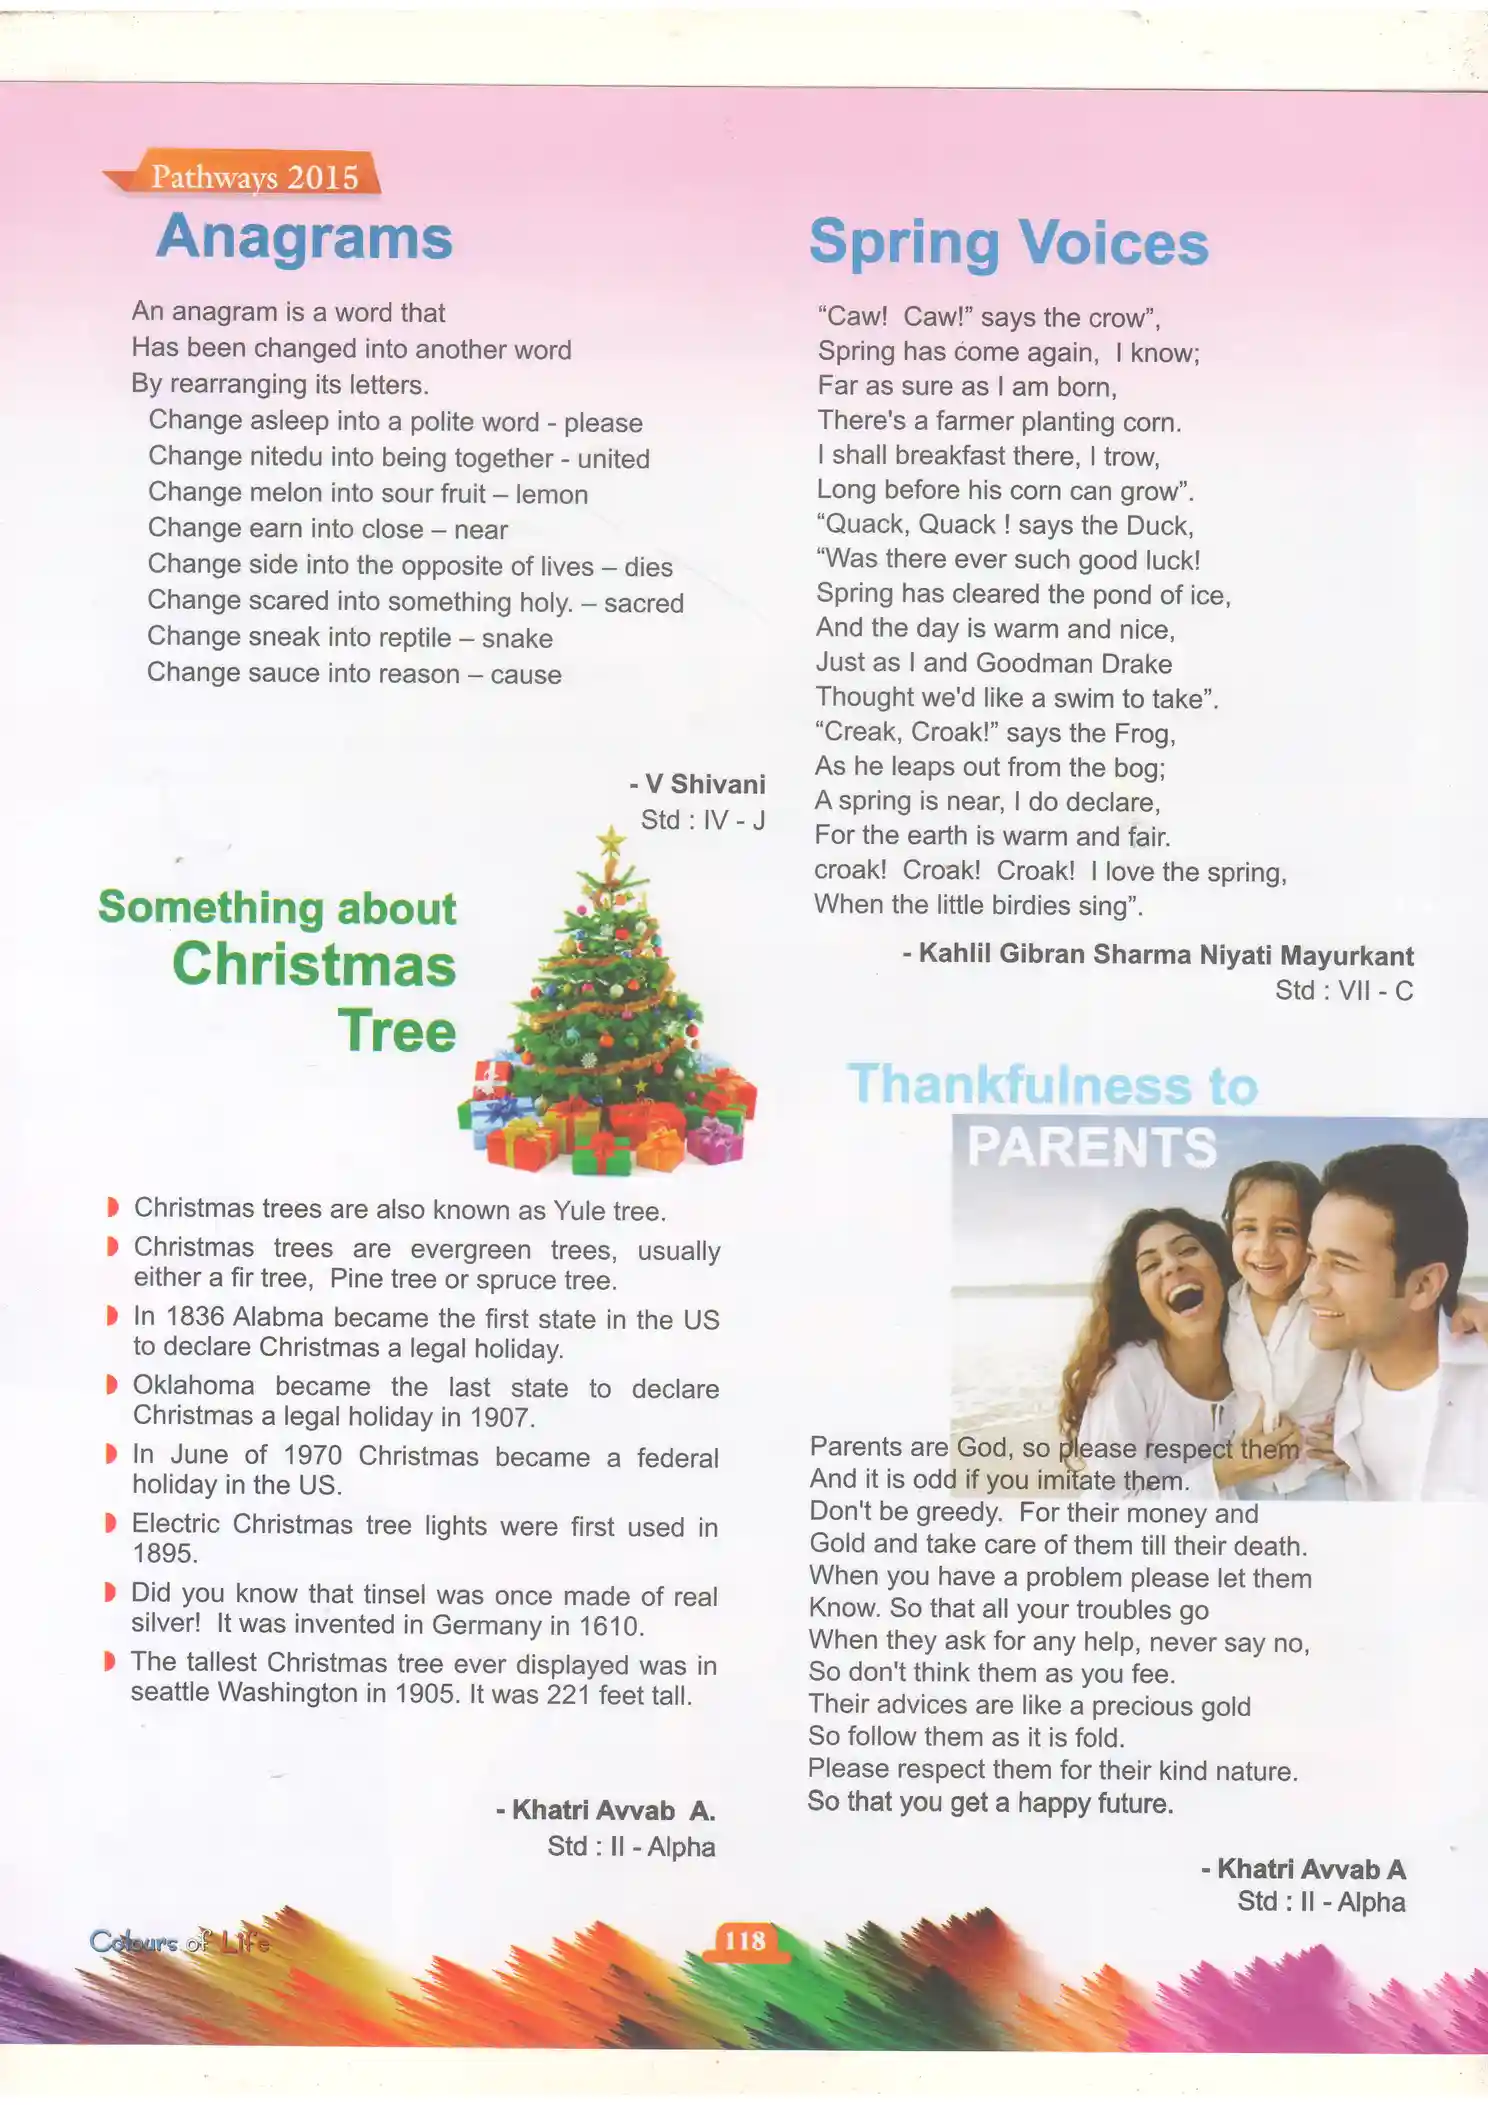 Pathways 2015
Anagrams
An anagram is a word that
Has been changed into another word
By rearranging its letters.
Change asleep into a polite word - please
Change nitedu into being together - united
Change melon into sour fruit – lemon
Change earn into close – near
Change side into the opposite of lives – dies
Change scared into something holy. – sacred
Change sneak into reptile – snake
Change sauce into reason – cause
- V Shivani
Std : IV - J
Something about
Christmas
Tree
Christmas trees are also known as Yule tree.
Christmas trees are evergreen trees, usually
either a fir tree, Pine tree or spruce tree.
In 1836 Alabma became the first state in the US
to declare Christmas a legal holiday.
Oklahoma became the last state to declare
Christmas a legal holiday in 1907.
In June of 1970 Christmas became a federal
holiday in the US.
Electric Christmas tree lights were first used in
1895.
Did you know that tinsel was once made of real
silver! It was invented in Germany in 1610.
The tallest Christmas tree ever displayed was in
seattle Washington in 1905. It was 221 feet tall.
- Khatri Avvab A.
Std : II - Alpha
Spring Voices
“Caw! Caw!” says the crow”,
Spring has come again, I know;
Far as sure as I am born,
There's a farmer planting corn.
I shall breakfast there, I trow,
Long before his corn can grow”.
“Quack, Quack ! says the Duck,
“Was there ever such good luck!
Spring has cleared the pond of ice,
And the day is warm and nice,
Just as I and Goodman Drake
Thought we'd like a swim to take”.
“Creak, Croak!” says the Frog,
As he leaps out from the bog;
A spring is near, I do declare,
For the earth is warm and fair.
croak! Croak! Croak! I love the spring,
When the little birdies sing”.
- Kahlil Gibran Sharma Niyati Mayurkant
Std : VII - C
Thankfulness to
PARENTS
Parents are God, so please respect them
And it is odd if you imitate them.
Don't be greedy. For their money and
Gold and take care of them till their death.
When you have a problem please let them
Know. So that all your troubles go
When they ask for any help, never say no,
So don't think them as you fee.
Their advices are like a precious gold
So follow them as it is fold.
Please respect them for their kind nature.
So that you get a happy future.
- Khatri Avvab A
Std : II - Alpha
Colours of Life
118